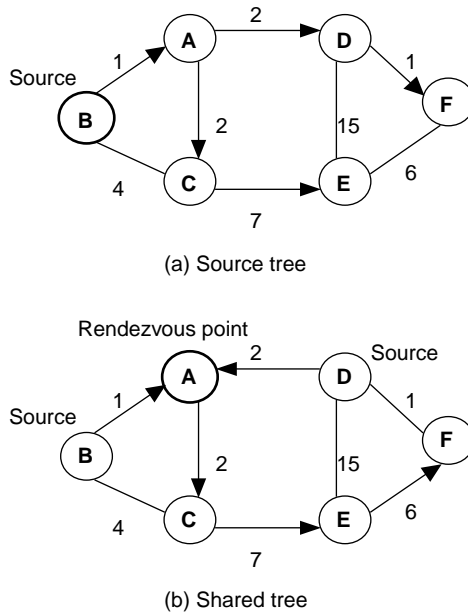 2
A
D
1
1
Source
F
B
2
15
C
E
6
4
7
(a) Source tree
Rendezvous point
2
Source
A
D
Source
1
1
F
B
2
15
C
E
6
4
7
(b) Shared tree